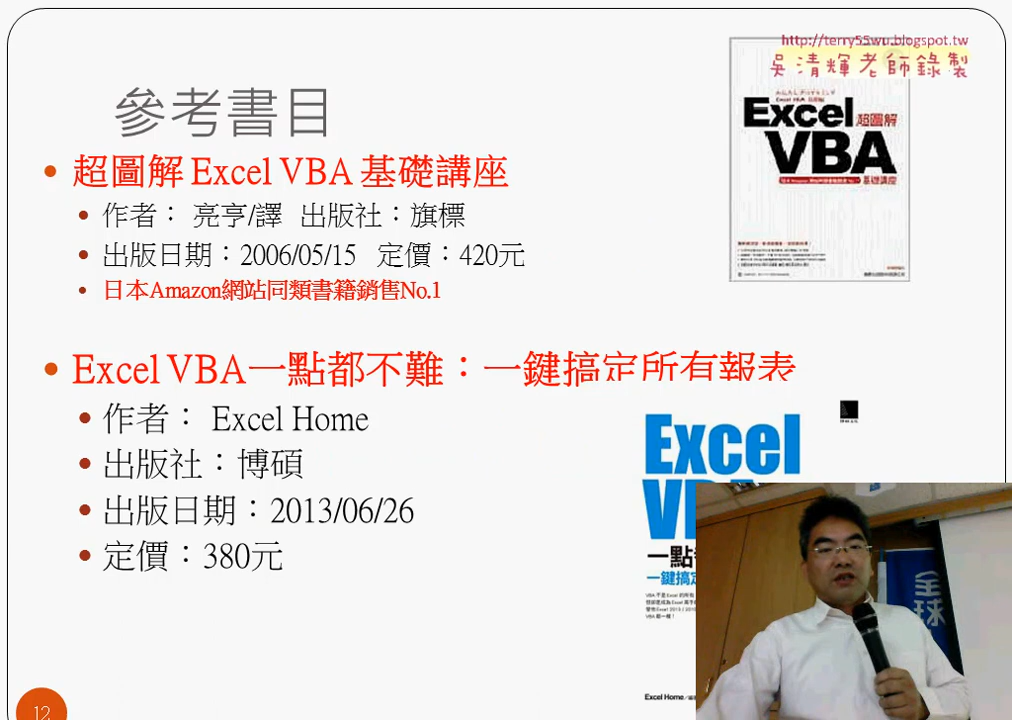 http://terry55wu.blogspot.tw
吳清輝老師錄製
參考書目
超圖解 Excel VBA 基礎講座
作者： 亮亨/譯 出版社：旗標
出版日期：2006/05/15 定價：420元
日本Amazon網站同類書籍銷售No.1
Excel
超圖解
VBA
基礎講座
Excel VBA一點都不難：一鍵搞定所有報表
作者： Excel Home
出版社：博碩
出版日期：2013/06/26
定價：380元
Excel
VBA
一點
一鍵搞定
Excel Home
全球
12